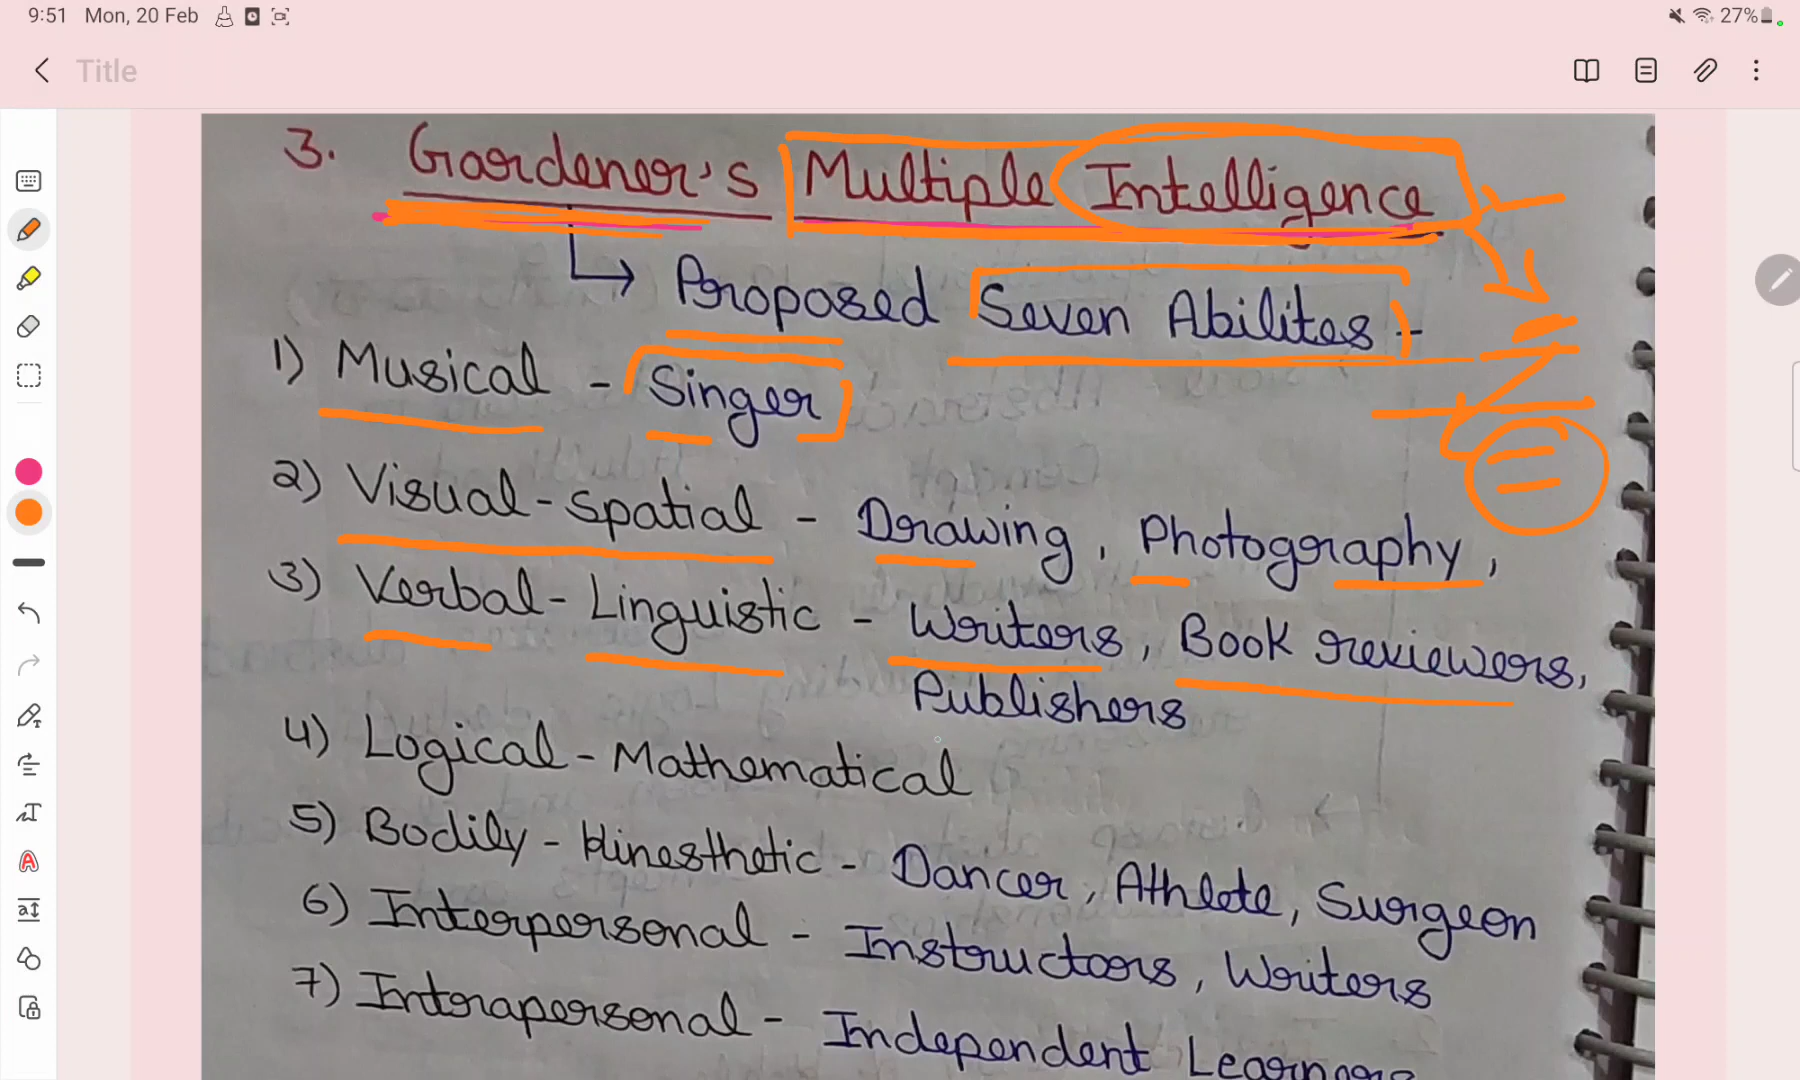 9:51 Mon, 20 Feb
27%
Title
3. Gardener's Multiple Intelligence
Proposed Seven Abilites -
1) Musical - Singer
2) Visual-spatial - Drawing, Photography,
3) Verbal-Linguistic - Writers, Book reviewers,
Publishers
4) Logical-Mathematical
5) Bodily-Kinesthetic - Dancer, Athlete, Surgeon
6) Interpersonal - Instructors, Writers
7) Intrapersonal - Independent Learners